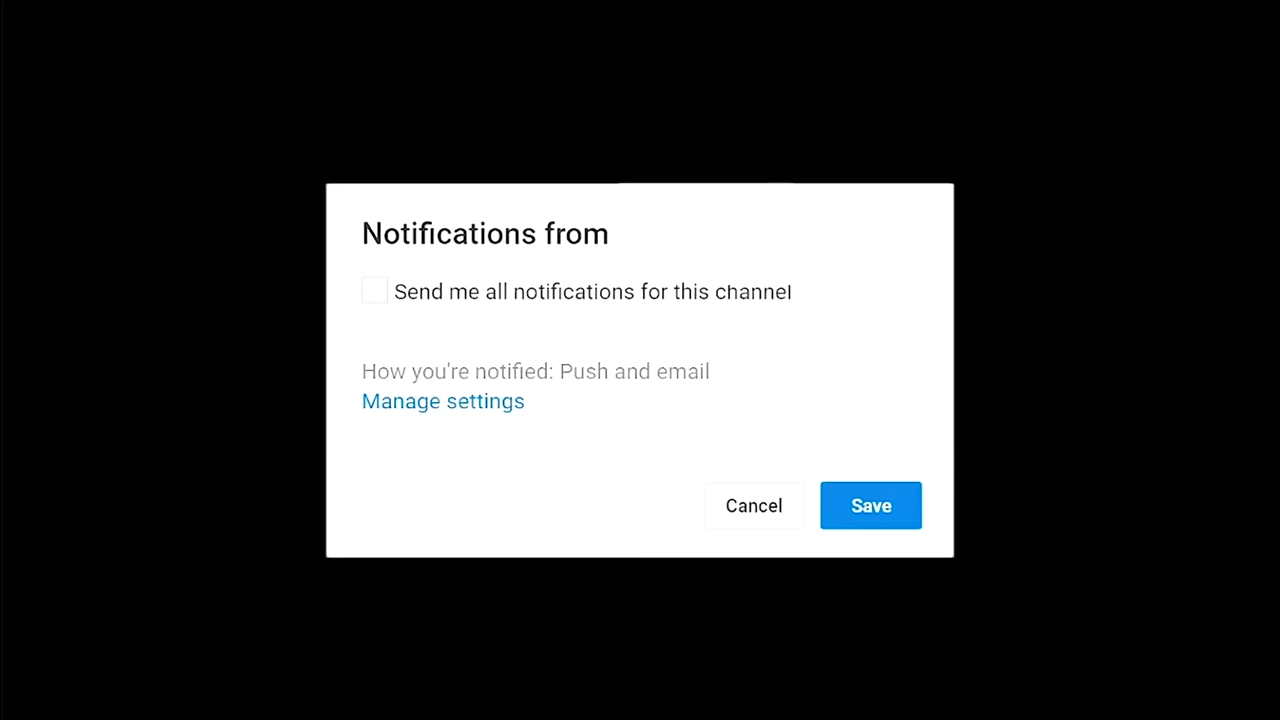 Notifications from
Send me all notifications for this channel
How you're notified: Push and email
Manage settings
Cancel Save